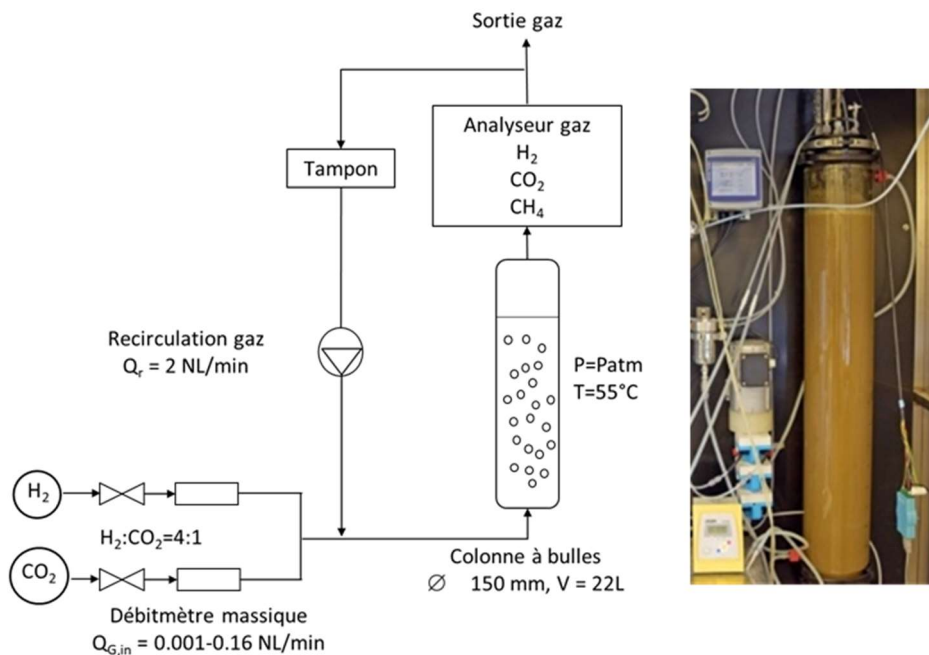 Sortie gaz
Analyseur gaz
H₂
CO₂
CH₄
Tampon
Recirculation gaz
Qᵣ = 2 NL/min
P=Patm
T=55°C
H₂
H₂:CO₂=4:1
CO₂
Colonne à bulles
∅ 150 mm, V = 22L
Débitmètre massique
Q_G,in = 0.001-0.16 NL/min